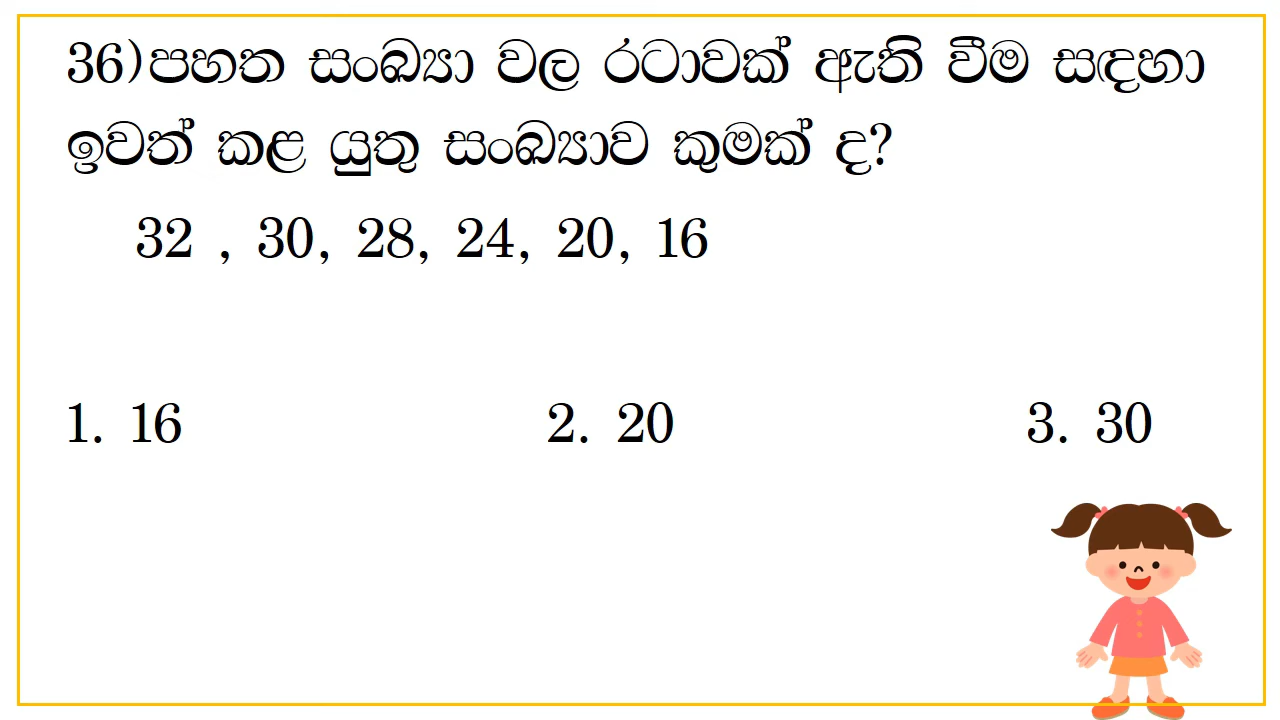 36)පහත සංඛ්‍යා වල රටාවක් ඇති වීම සඳහා
ඉවත් කළ යුතු සංඛ්‍යාව කුමක් ද?
32 , 30, 28, 24, 20, 16
1. 16 2. 20 3. 30